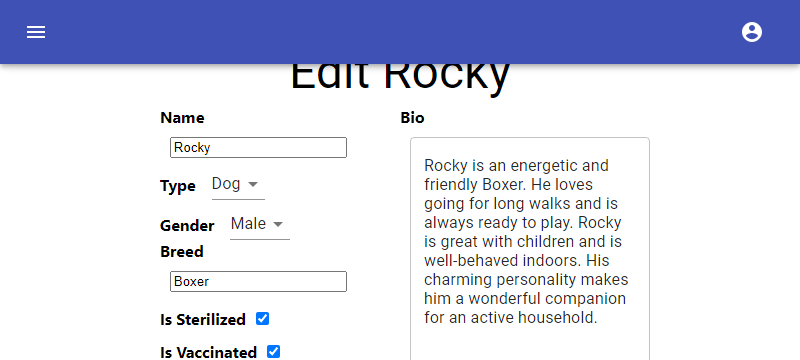 Edit Rocky
Name
Rocky
Type Dog
Gender Male
Breed
Boxer
Is Sterilized
Is Vaccinated
Bio
Rocky is an energetic and
friendly Boxer. He loves
going for long walks and is
always ready to play. Rocky
is great with children and is
well-behaved indoors. His
charming personality makes
him a wonderful companion
for an active household.